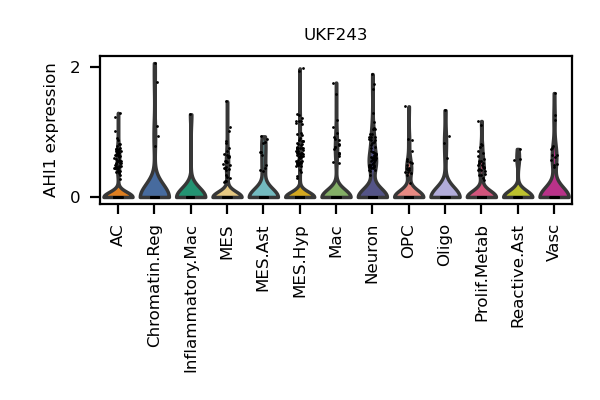 UKF243
AHI1 expression
2
0
AC
Chromatin.Reg
Inflammatory.Mac
MES
MES.Ast
MES.Hyp
Mac
Neuron
OPC
Oligo
Prolif.Metab
Reactive.Ast
Vasc